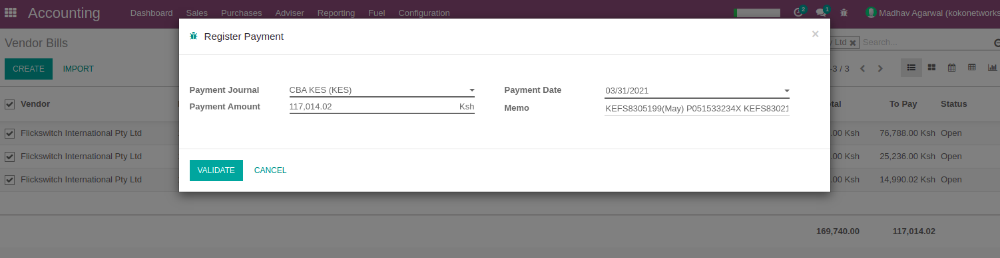 Accounting Dashboard Sales Purchases Adviser Reporting Fuel Configuration 2 1 Madhav Agarwal (kokonetworks
Vendor Bills
Register Payment ×
Ltd Search...
CREATE IMPORT
-3 / 3
Payment Journal CBA KES (KES) Payment Date 03/31/2021
Payment Amount 117,014.02 Ksh Memo KEFS8305199(May) P051533234X KEFS83021
Vendor To Pay Status
Flickswitch International Pty Ltd .00 Ksh 76,788.00 Ksh Open
Flickswitch International Pty Ltd .00 Ksh 25,236.00 Ksh Open
Flickswitch International Pty Ltd .00 Ksh 14,990.02 Ksh Open
VALIDATE CANCEL
169,740.00 117,014.02